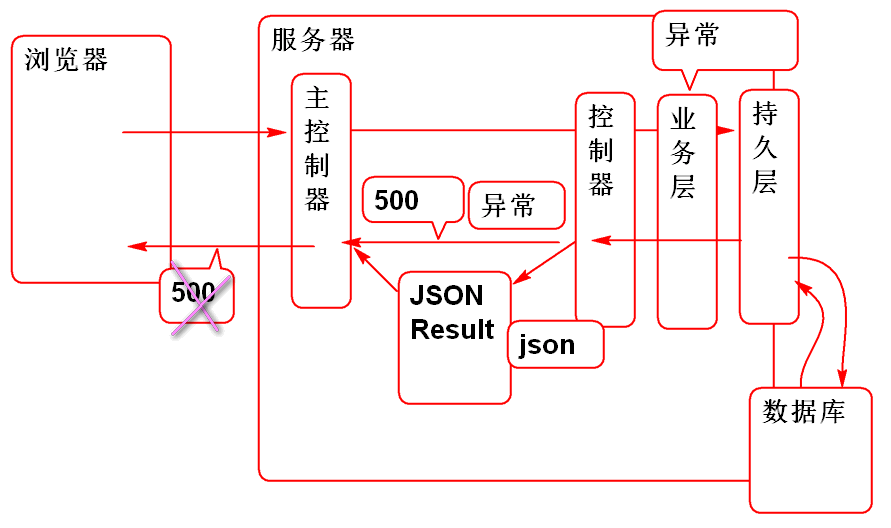 浏览器
服务器
异常
主控制器
控制器
业务层
持久层
500
异常
500
JSON
Result
json
数据库